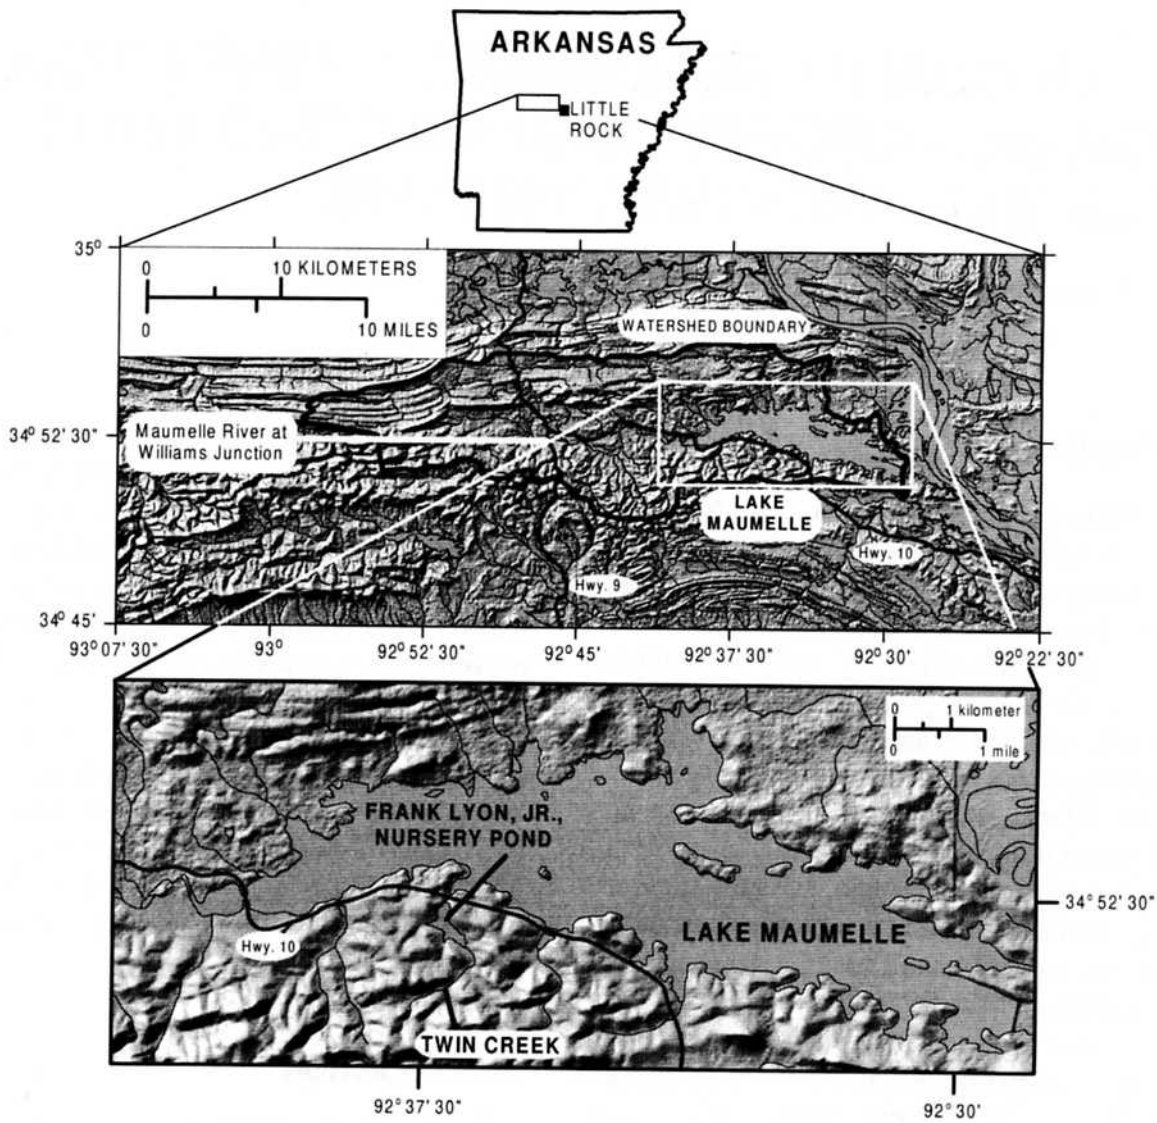 ARKANSAS
LITTLE
ROCK
35°
0 10 KILOMETERS
0 10 MILES
WATERSHED BOUNDARY
34° 52' 30"
Maumelle River at
Williams Junction
LAKE
MAUMELLE
Hwy. 10
Hwy. 9
34° 45'
93° 07' 30" 93° 92° 52' 30" 92° 45' 92° 37' 30" 92° 30' 92° 22' 30"
0 1 kilometer
0 1 mile
FRANK LYON, JR.,
NURSERY POND
34° 52' 30"
LAKE MAUMELLE
Hwy. 10
TWIN CREEK
92° 37' 30" 92° 30'